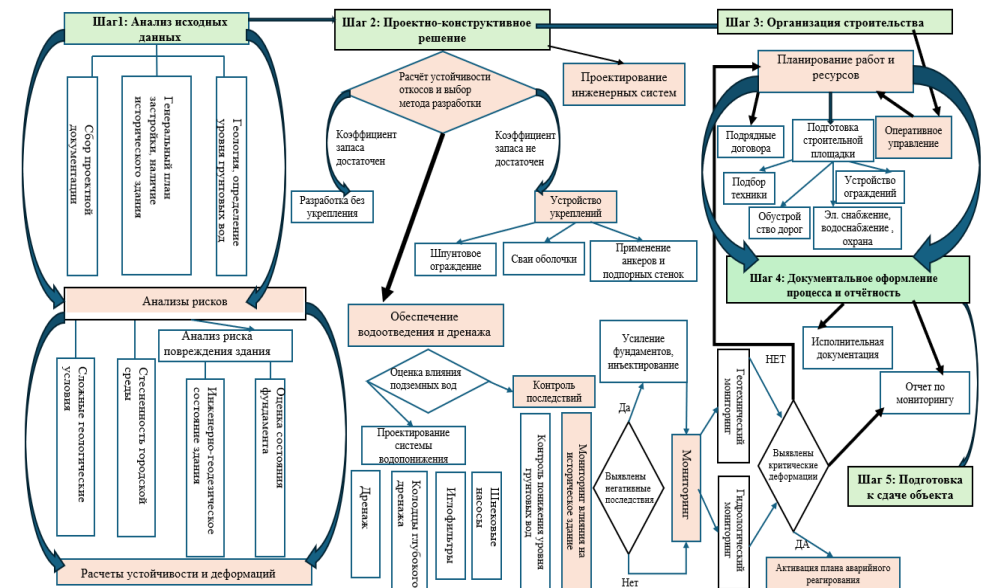 Шаг1: Анализ исходных
данных
Шаг 2: Проектно-конструктивное
решение
Шаг 3: Организация строительства
Сбор проектной
документации
Генеральный план
застройки, наличие
исторического здания
Геология, определение
уровня грунтовых вод
Расчёт устойчивости
откосов и выбор
метода разработки
Проектирование
инженерных систем
Коэффициент
запаса
достаточен
Коэффициент
запаса не
достаточен
Разработка без
укрепления
Устройство
укреплений
Шпунтовое
ограждение
Сваи оболочки
Применение
анкеров и
подпорных стенок
Планирование работ и
ресурсов
Подрядные
договора
Подготовка
строительной
площадки
Оперативное
управление
Подбор
техники
Устройство
ограждений
Обустрой
ство дорог
Эл. снабжение,
водоснабжение ,
охрана
Шаг 4: Документальное оформление
процесса и отчётность
Анализы рисков
Анализ риска
повреждения здания
Сложные геологические
условия
Стесненность городской
среды
Инженерно-геодезическое
состояние здания
Оценка состояния
фундамента
Расчеты устойчивости и деформаций
Обеспечение
водоотведения и дренажа
Оценка влияния
подземных вод
Контроль
последствий
Проектирование
системы
водопонижения
Дренаж
Колодцы глубокого
дренажа
Иглофильтры
Шнековые
насосы
Контроль понижения уровня
грунтовых вод
Мониторинг влияния на
историческое здание
Усиление
фундаментов,
инъектирование
Да
Выявлены
негативные
последствия
Нет
Мониторинг
Геотехнический
мониторинг
Гидрологический
мониторинг
НЕТ
Выявлены
критические
деформации
ДА
Активация плана аварийного
реагирования
Исполнительная
документация
Отчет по
мониторингу
Шаг 5: Подготовка
к сдаче объекта